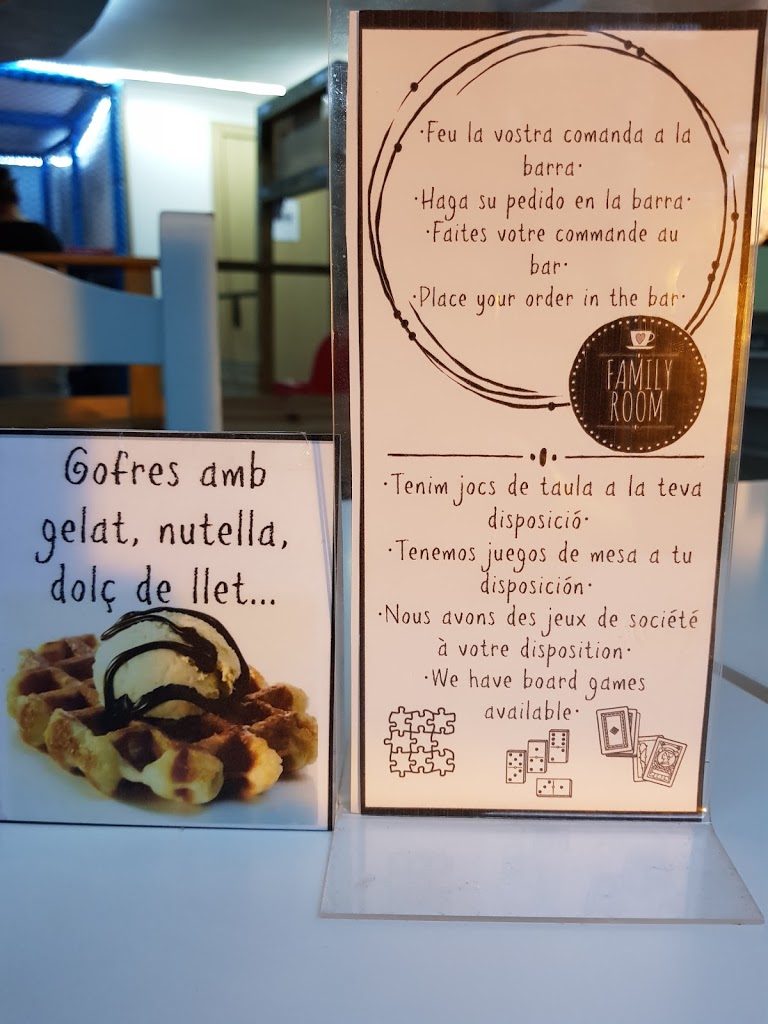 ·Feu la vostra comanda a la
barra·
·Haga su pedido en la barra·
·Faites votre commande au
bar·
·Place your order in the bar·
FAMILY
ROOM
·Tenim jocs de taula a la teva
disposició·
·Tenemos juegos de mesa a tu
disposición·
·Nous avons des jeux de société
à votre disposition·
·We have board games
available·
Gofres amb
gelat, nutella,
dolç de llet...